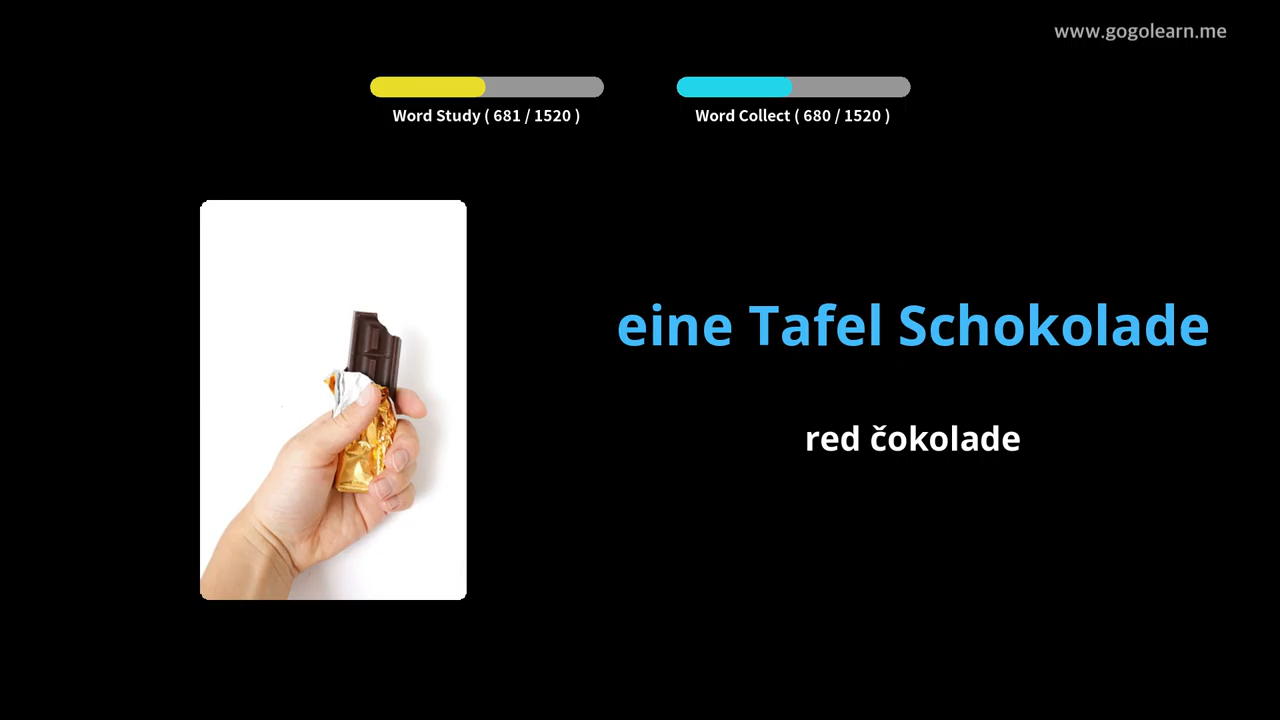 www.gogolearn.me
Word Study ( 681 / 1520 )
Word Collect ( 680 / 1520 )
eine Tafel Schokolade
red čokolade